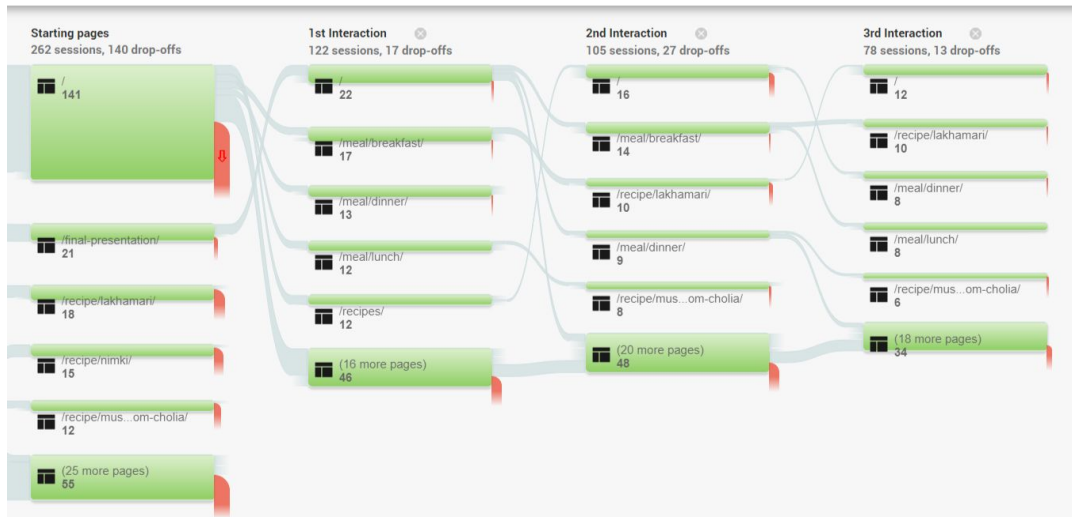 Starting pages
262 sessions, 140 drop-offs
/
141
/final-presentation/
21
/recipe/lakhamari/
18
/recipe/nimki/
15
/recipe/mus...om-cholia/
12
(25 more pages)
55
1st Interaction
122 sessions, 17 drop-offs
/
22
/meal/breakfast/
17
/meal/dinner/
13
/meal/lunch/
12
/recipes/
12
(16 more pages)
46
2nd Interaction
105 sessions, 27 drop-offs
/
16
/meal/breakfast/
14
/recipe/lakhamari/
10
/meal/dinner/
9
/recipe/mus...om-cholia/
8
(20 more pages)
48
3rd Interaction
78 sessions, 13 drop-offs
/
12
/recipe/lakhamari/
10
/meal/dinner/
8
/meal/lunch/
8
/recipe/mus...om-cholia/
6
(18 more pages)
34